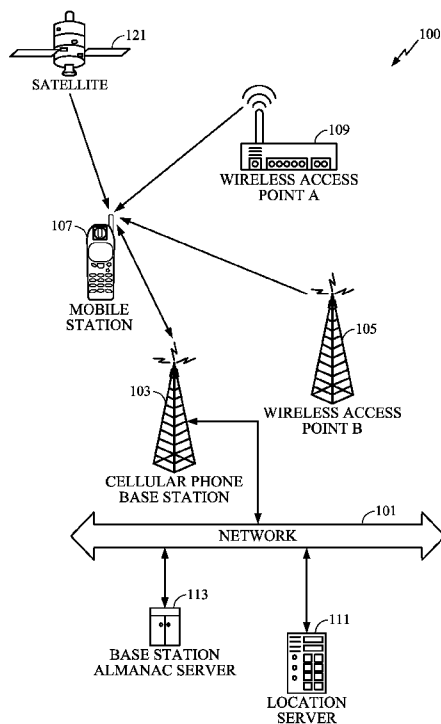 121
100
SATELLITE
109
WIRELESS ACCESS
POINT A
107
MOBILE
STATION
105
103
WIRELESS ACCESS
POINT B
CELLULAR PHONE
BASE STATION
101
NETWORK
113
111
BASE STATION
ALMANAC SERVER
LOCATION
SERVER